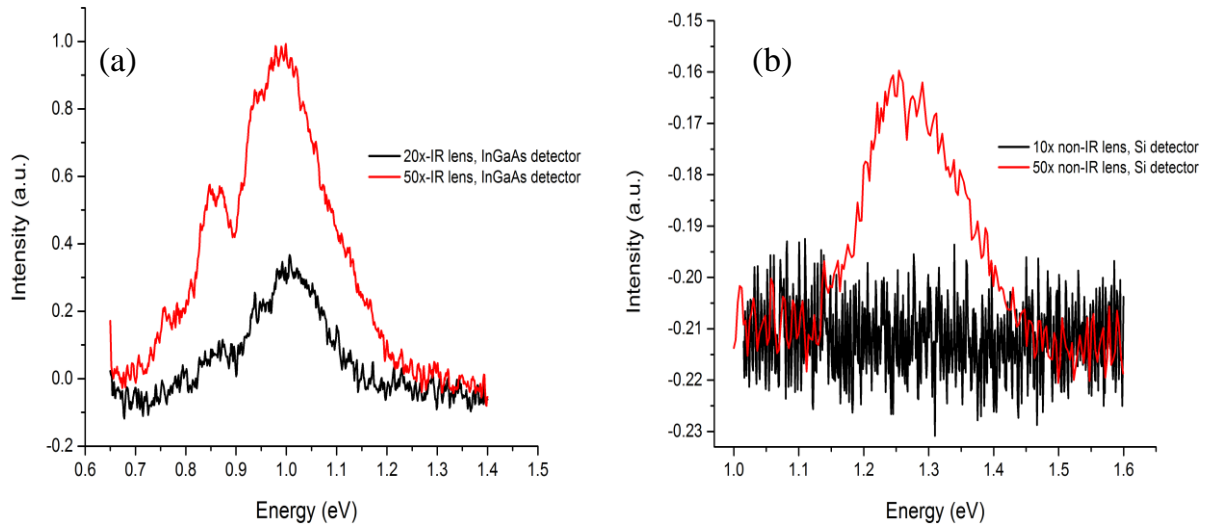 (a)
1.0
0.8
0.6
0.4
0.2
0.0
-0.2
Intensity (a.u.)
20x-IR lens, InGaAs detector
50x-IR lens, InGaAs detector
0.6 0.7 0.8 0.9 1.0 1.1 1.2 1.3 1.4 1.5
Energy (eV)
(b)
-0.15
-0.16
-0.17
-0.18
-0.19
-0.20
-0.21
-0.22
-0.23
Intensity (a.u.)
10x non-IR lens, Si detector
50x non-IR lens, Si detector
1.0 1.1 1.2 1.3 1.4 1.5 1.6
Energy (eV)